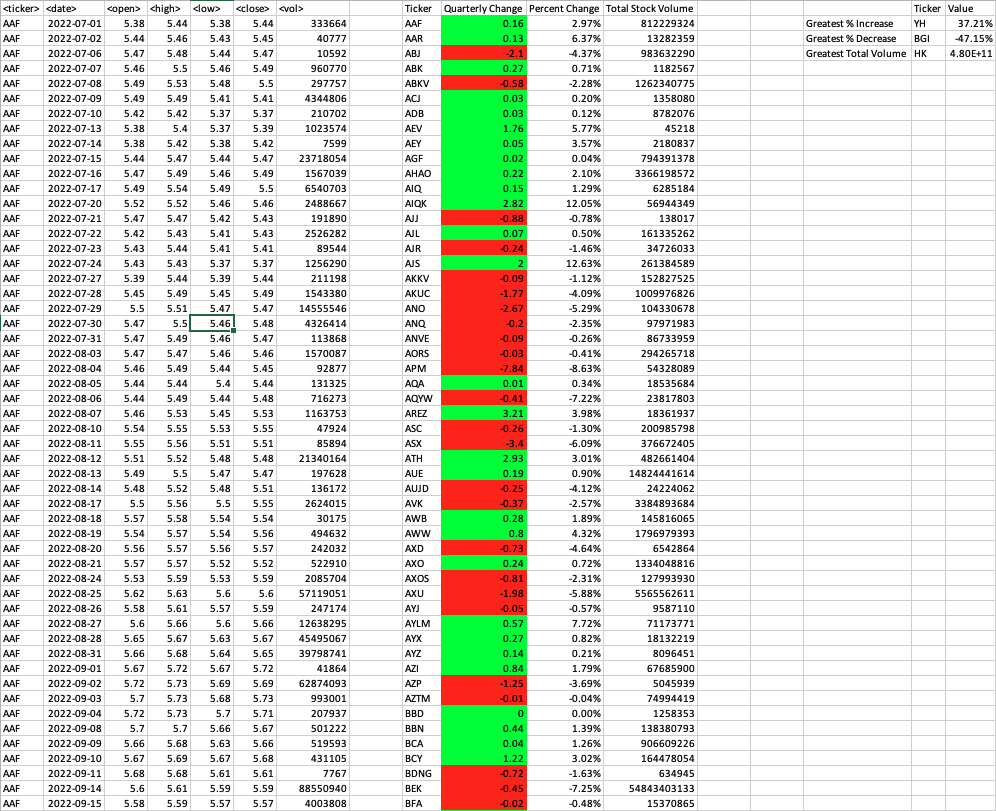 <ticker> <date> <open> <high> <low> <close> <vol> Ticker Quarterly Change Percent Change Total Stock Volume Ticker Value
AAF 2022-07-01 5.38 5.44 5.38 5.44 333664 AAF 0.16 2.97% 812229324 Greatest % Increase YH 37.21%
AAF 2022-07-02 5.44 5.46 5.43 5.45 40777 AAR 0.13 6.37% 13282359 Greatest % Decrease BGI -47.15%
AAF 2022-07-06 5.47 5.48 5.44 5.47 10592 ABJ -2.1 -4.37% 983632290 Greatest Total Volume HK 4.80E+11
AAF 2022-07-07 5.46 5.5 5.46 5.49 960770 ABK 0.27 0.71% 1182567
AAF 2022-07-08 5.49 5.53 5.48 5.5 297757 ABKV -0.58 -2.28% 1262340775
AAF 2022-07-09 5.49 5.49 5.41 5.41 4344806 ACJ 0.03 0.20% 1358080
AAF 2022-07-10 5.42 5.42 5.37 5.37 210702 ADB 0.03 0.12% 8782076
AAF 2022-07-13 5.38 5.4 5.37 5.39 1023574 AEV 1.76 5.77% 45218
AAF 2022-07-14 5.38 5.42 5.38 5.42 7599 AEY 0.05 3.57% 2180837
AAF 2022-07-15 5.44 5.47 5.44 5.47 23718054 AGF 0.02 0.04% 794391378
AAF 2022-07-16 5.47 5.49 5.46 5.49 1567039 AHAO 0.22 2.10% 3366198572
AAF 2022-07-17 5.49 5.54 5.49 5.5 6540703 AIQ 0.15 1.29% 6285184
AAF 2022-07-20 5.52 5.52 5.46 5.46 2488667 AIQK 2.82 12.05% 56944349
AAF 2022-07-21 5.47 5.47 5.42 5.43 191890 AJJ -0.88 -0.78% 138017
AAF 2022-07-22 5.42 5.43 5.41 5.43 2526282 AJL 0.07 0.50% 161335262
AAF 2022-07-23 5.43 5.44 5.41 5.41 89544 AJR -0.24 -1.46% 34726033
AAF 2022-07-24 5.43 5.43 5.37 5.37 1256290 AJS 2 12.63% 261384589
AAF 2022-07-27 5.39 5.44 5.39 5.44 211198 AKKV -0.09 -1.12% 152827525
AAF 2022-07-28 5.45 5.49 5.45 5.49 1543380 AKUC -1.77 -4.09% 1009976826
AAF 2022-07-29 5.5 5.51 5.47 5.47 14555546 ANO -2.67 -5.29% 104330678
AAF 2022-07-30 5.47 5.5 5.46 5.48 4326414 ANQ -0.2 -2.35% 97971983
AAF 2022-07-31 5.47 5.49 5.46 5.47 113868 ANVE -0.09 -0.26% 86733959
AAF 2022-08-03 5.47 5.47 5.46 5.46 1570087 AORS -0.03 -0.41% 294265718
AAF 2022-08-04 5.46 5.49 5.44 5.45 92877 APM -7.84 -8.63% 54328089
AAF 2022-08-05 5.44 5.44 5.4 5.44 131325 AQA 0.01 0.34% 18535684
AAF 2022-08-06 5.44 5.49 5.44 5.48 716273 AQYW -0.41 -7.22% 23817803
AAF 2022-08-07 5.46 5.53 5.45 5.53 1163753 AREZ 3.21 3.98% 18361937
AAF 2022-08-10 5.54 5.55 5.53 5.55 47924 ASC -0.26 -1.30% 200985798
AAF 2022-08-11 5.55 5.56 5.51 5.51 85894 ASX -3.4 -6.09% 376672405
AAF 2022-08-12 5.51 5.52 5.48 5.48 21340164 ATH 2.93 3.01% 482661404
AAF 2022-08-13 5.49 5.5 5.47 5.47 197628 AUE 0.19 0.90% 14824441614
AAF 2022-08-14 5.48 5.52 5.48 5.51 136172 AUJD -0.25 -4.12% 24224062
AAF 2022-08-17 5.5 5.56 5.5 5.55 2624015 AVK -0.37 -2.57% 3384893684
AAF 2022-08-18 5.57 5.58 5.54 5.54 30175 AWB 0.28 1.89% 145816065
AAF 2022-08-19 5.54 5.57 5.54 5.56 494632 AWW 0.8 4.32% 1796979393
AAF 2022-08-20 5.56 5.57 5.56 5.57 242032 AXD -0.73 -4.64% 6542864
AAF 2022-08-21 5.57 5.57 5.52 5.52 522910 AXO 0.24 0.72% 1334048816
AAF 2022-08-24 5.53 5.59 5.53 5.59 2085704 AXOS -0.81 -2.31% 127993930
AAF 2022-08-25 5.62 5.63 5.6 5.6 57119051 AXU -1.98 -5.88% 5565562611
AAF 2022-08-26 5.58 5.61 5.57 5.59 247174 AYJ -0.05 -0.57% 9587110
AAF 2022-08-27 5.6 5.66 5.6 5.66 12638295 AYLM 0.57 7.72% 71173771
AAF 2022-08-28 5.65 5.67 5.63 5.67 45495067 AYX 0.27 0.82% 18132219
AAF 2022-08-31 5.66 5.68 5.64 5.65 39798741 AYZ 0.14 0.21% 8096451
AAF 2022-09-01 5.67 5.72 5.67 5.72 41864 AZI 0.84 1.79% 67685900
AAF 2022-09-02 5.72 5.73 5.69 5.69 62874093 AZP -1.25 -3.69% 5045939
AAF 2022-09-03 5.7 5.73 5.68 5.73 993001 AZTM -0.01 -0.04% 74994419
AAF 2022-09-04 5.72 5.73 5.7 5.71 207937 BBD 0 0.00% 1258353
AAF 2022-09-08 5.7 5.7 5.66 5.67 501222 BBN 0.44 1.39% 138380793
AAF 2022-09-09 5.66 5.68 5.63 5.66 519593 BCA 0.04 1.26% 906609226
AAF 2022-09-10 5.67 5.69 5.67 5.68 431105 BCY 1.22 3.02% 164478054
AAF 2022-09-11 5.68 5.68 5.61 5.61 7767 BDNG -0.72 -1.63% 634945
AAF 2022-09-14 5.6 5.61 5.59 5.59 88550940 BEK -0.45 -7.25% 54843403133
AAF 2022-09-15 5.58 5.59 5.57 5.57 4003808 BFA -0.02 -0.48% 15370865